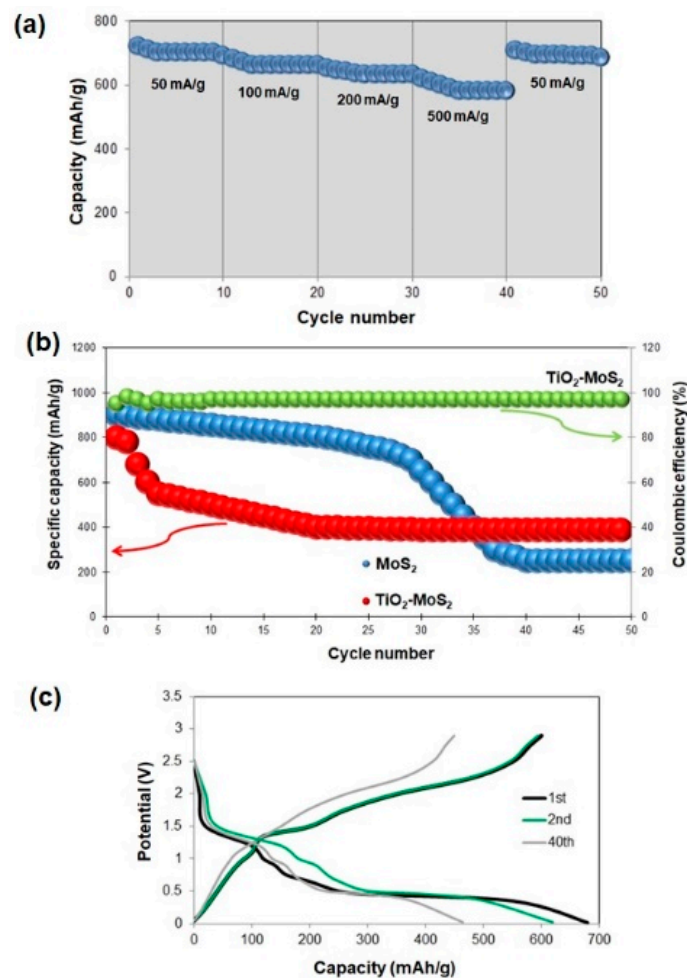 (a)
Capacity (mAh/g)
800
600
400
200
0
50 mA/g
100 mA/g
200 mA/g
500 mA/g
50 mA/g
0 10 20 30 40 50
Cycle number
(b)
Specific capacity (mAh/g)
1200
1000
800
600
400
200
0
TiO₂-MoS₂
MoS₂
TiO₂-MoS₂
120
100
80
60
40
20
0
Coulombic efficiency (%)
0 5 10 15 20 25 30 35 40 45 50
Cycle number
(c)
Potential (V)
3.5
3
2.5
2
1.5
1
0.5
0
1st
2nd
40th
0 100 200 300 400 500 600 700
Capacity (mAh/g)